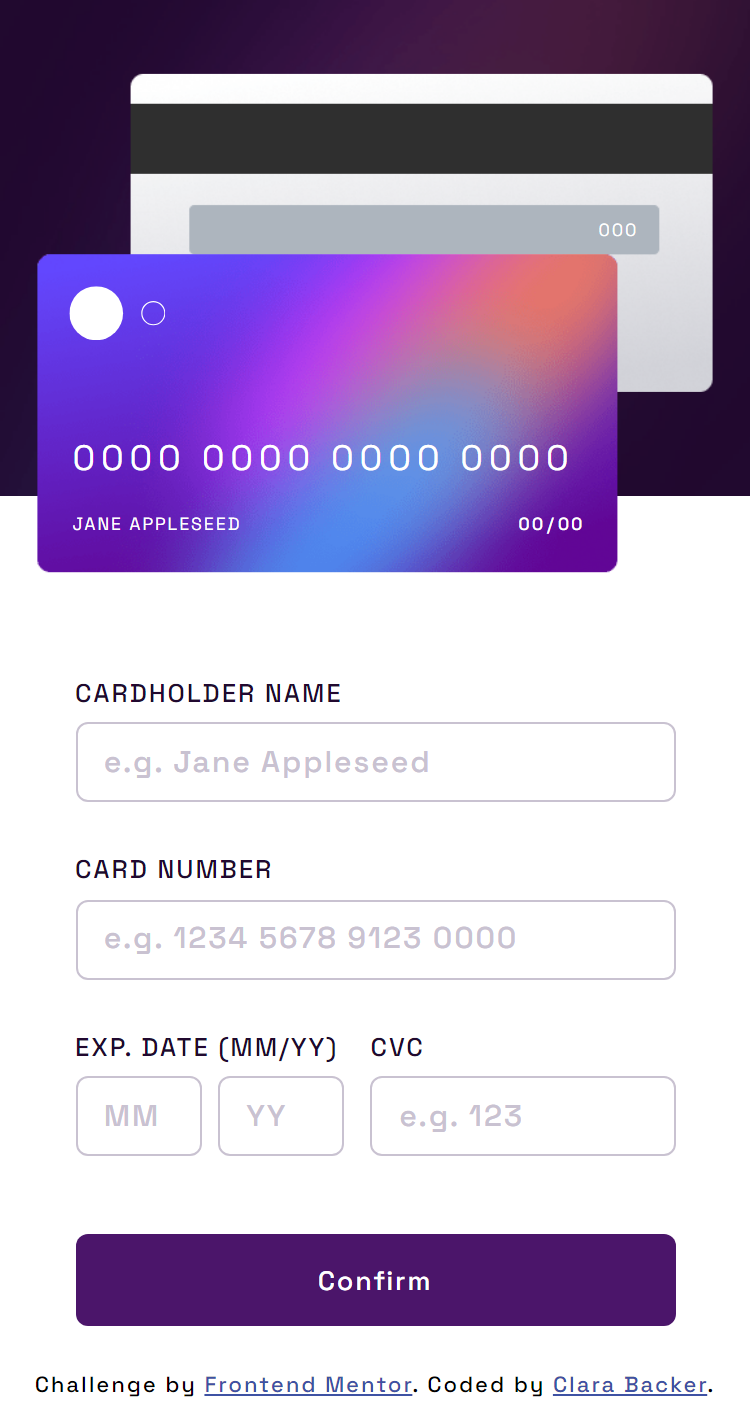 000
0000 0000 0000 0000
JANE APPLESEED 00/00
CARDHOLDER NAME
e.g. Jane Appleseed
CARD NUMBER
e.g. 1234 5678 9123 0000
EXP. DATE (MM/YY) CVC
MM YY e.g. 123
Confirm
Challenge by Frontend Mentor. Coded by Clara Backer.